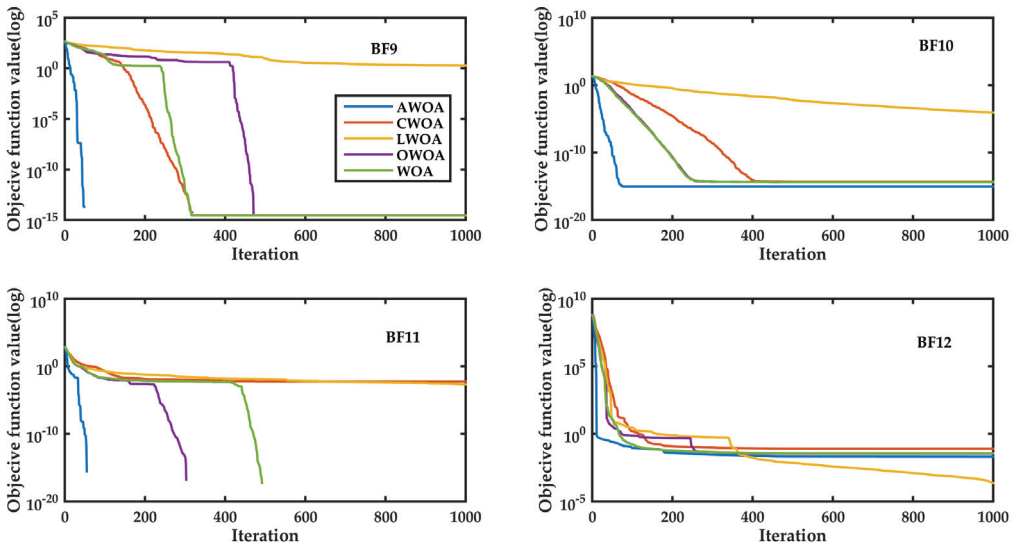 Objecive function value(log)
10^5
10^0
10^-5
10^-10
10^-15
BF9
AWOA
CWOA
LWOA
OWOA
WOA
0 200 400 600 800 1000
Iteration
Objecive function value(log)
10^10
10^0
10^-10
10^-20
BF10
0 200 400 600 800 1000
Iteration
Objecive function value(log)
10^10
10^0
10^-10
10^-20
BF11
0 200 400 600 800 1000
Iteration
Objecive function value(log)
10^10
10^5
10^0
10^-5
BF12
0 200 400 600 800 1000
Iteration